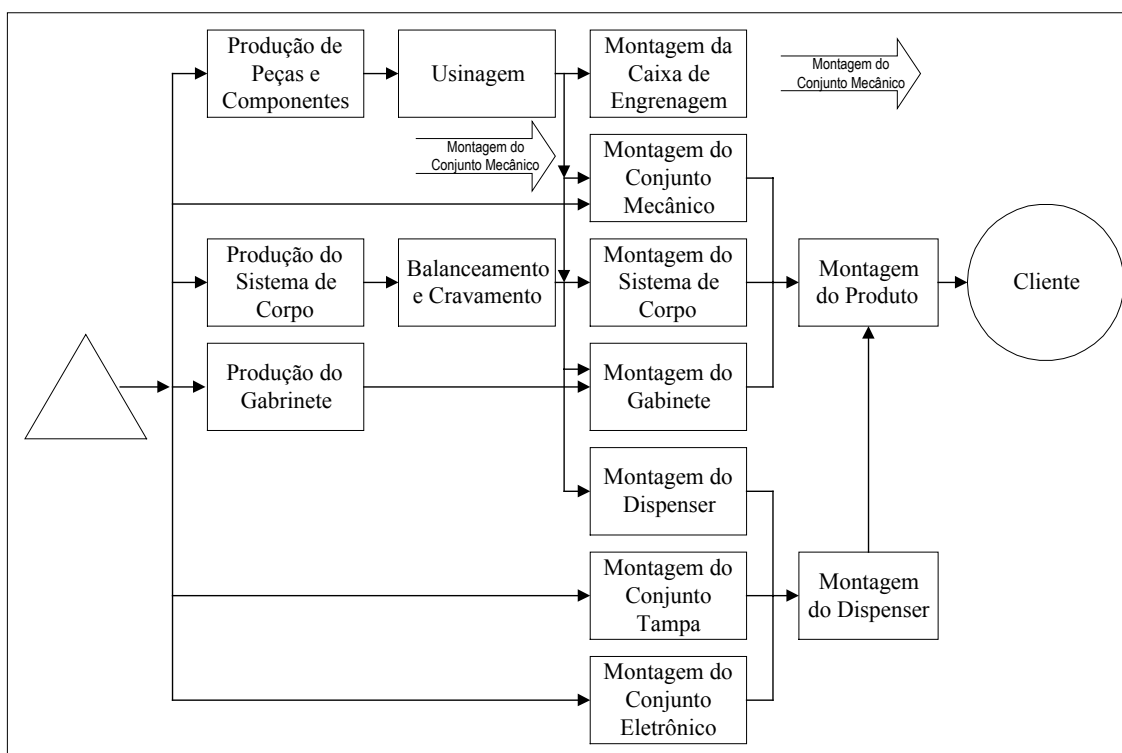 Produção de
Peças e
Componentes
Usinagem
Montagem da
Caixa de
Engrenagem
Montagem do
Conjunto Mecânico
Montagem do
Conjunto Mecânico
Montagem do
Conjunto
Mecânico
Produção do
Sistema de
Corpo
Balanceamento
e Cravamento
Montagem do
Sistema de
Corpo
Montagem
do Produto
Cliente
Produção do
Gabrinete
Montagem do
Gabinete
Montagem do
Dispenser
Montagem do
Conjunto
Tampa
Montagem
do Dispenser
Montagem do
Conjunto
Eletrônico